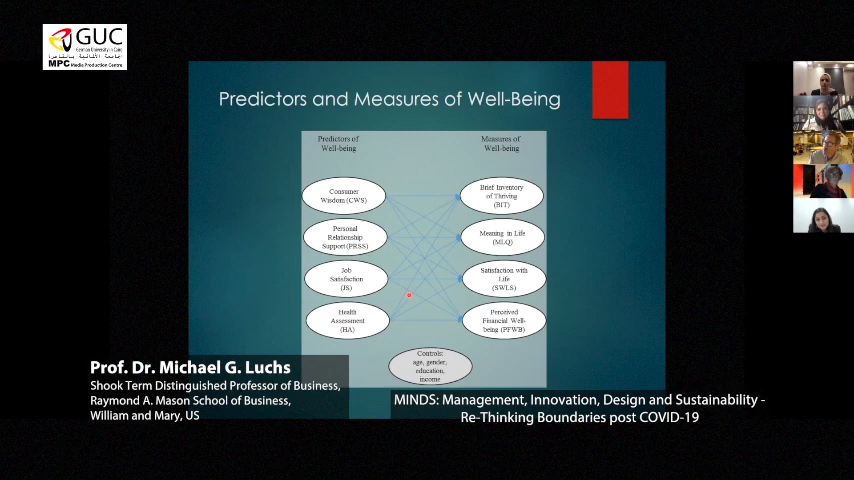 GUC
German University in Cairo
الجامعة الألمانية بالقاهرة
MPC Media Production Centre
Predictors and Measures of Well-Being
Predictors of
Well-being
Measures of
Well-being
Consumer
Wisdom (CWS)
Brief Inventory
of Thriving
(BIT)
Personal
Relationship
Support (PRSS)
Meaning in Life
(MLQ)
Job
Satisfaction
(JS)
Satisfaction with
Life
(SWLS)
Health
Assessment
(HA)
Perceived
Financial Well-
being (PFWB)
Controls:
age, gender,
education,
income
Prof. Dr. Michael G. Luchs
Shook Term Distinguished Professor of Business,
Raymond A. Mason School of Business,
William and Mary, US
MINDS: Management, Innovation, Design and Sustainability -
Re-Thinking Boundaries post COVID-19